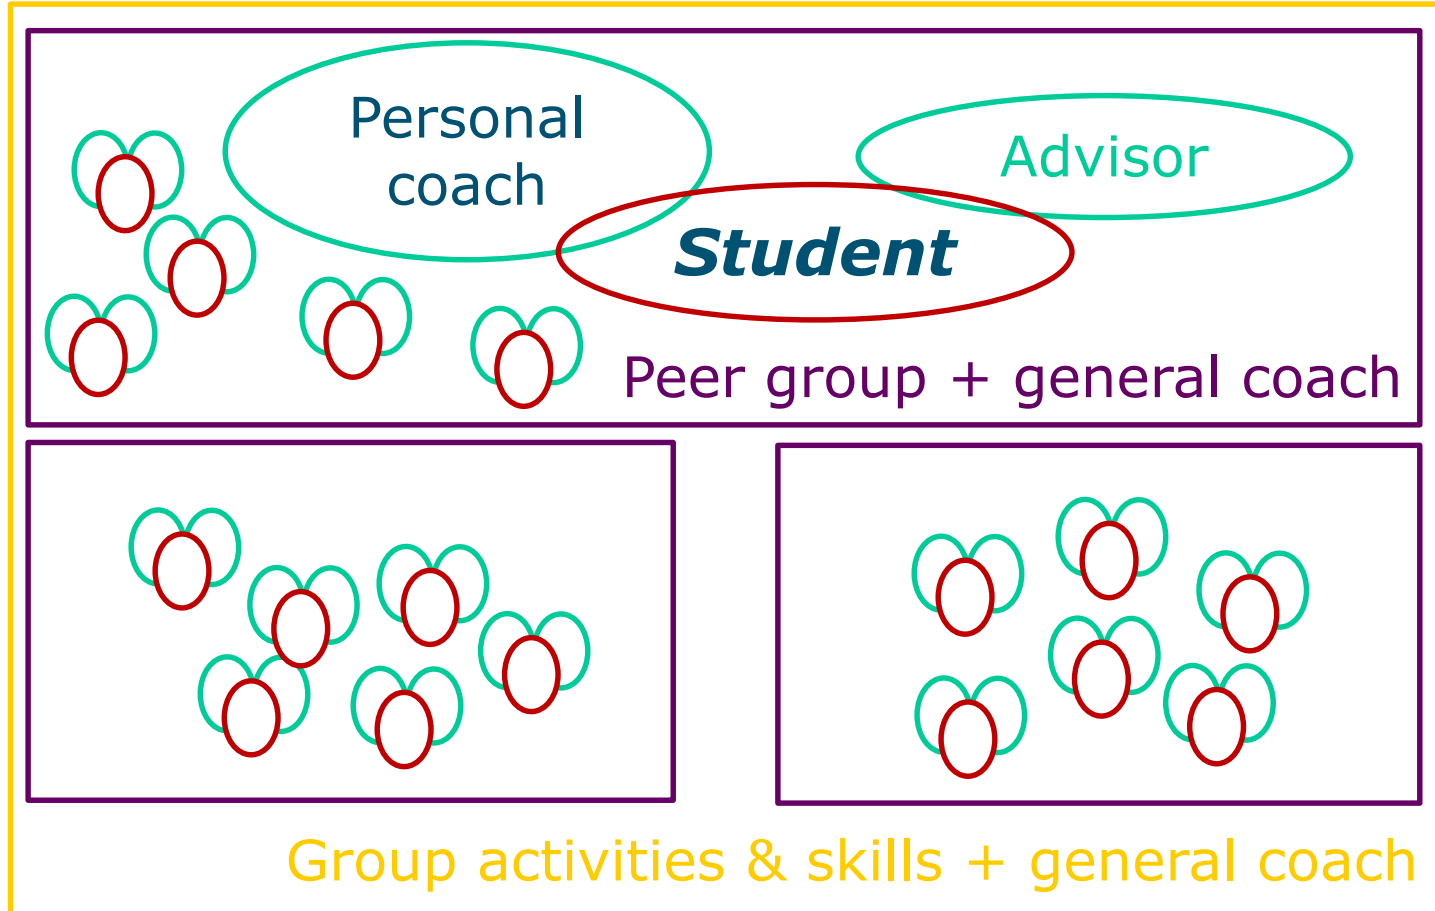 Personal
coach
Advisor
Student
Peer group + general coach
Group activities & skills + general coach